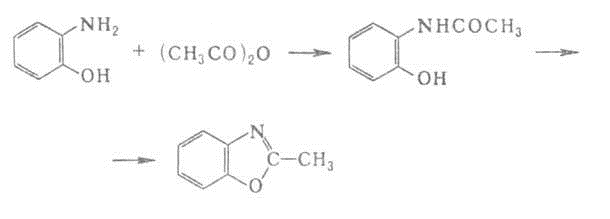 NH₂ NHCOCH₃
+ (CH₃CO)₂O
OH OH
N
C—CH₃
O